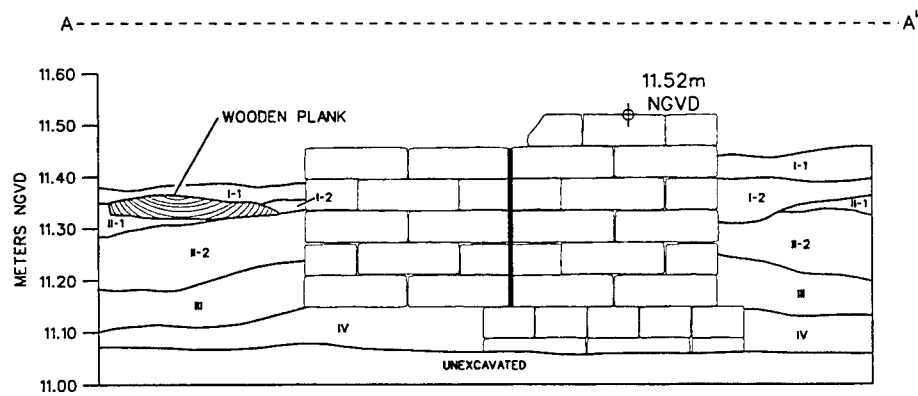 A A'
11.60
11.50
11.40
11.30
11.20
11.10
11.00
METERS NGVD
WOODEN PLANK
11.52m
NGVD
I-1
I-2
II-1
II-2
III
IV
I-1
I-2
II-1
II-2
III
IV
UNEXCAVATED